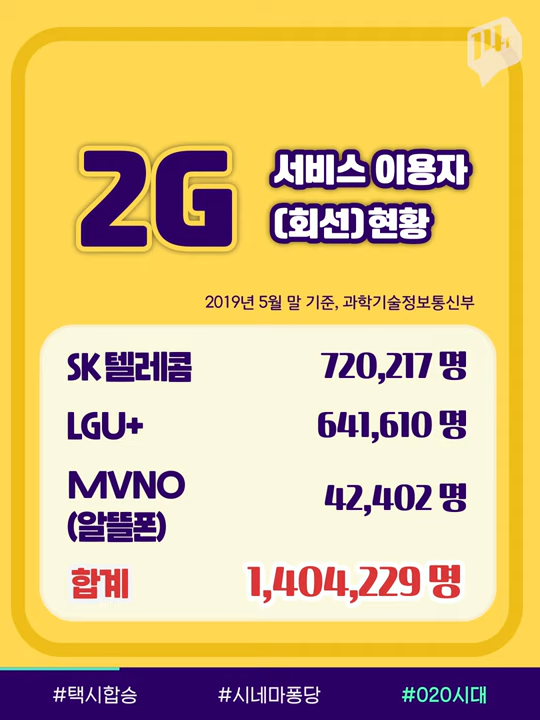 14F
2G
서비스 이용자
(회선) 현황
2019년 5월 말 기준, 과학기술정보통신부
SK 텔레콤 720,217 명
LGU+ 641,610 명
MVNO
(알뜰폰) 42,402 명
합계 1,404,229 명
#택시합승 #시네마퐁당 #020시대